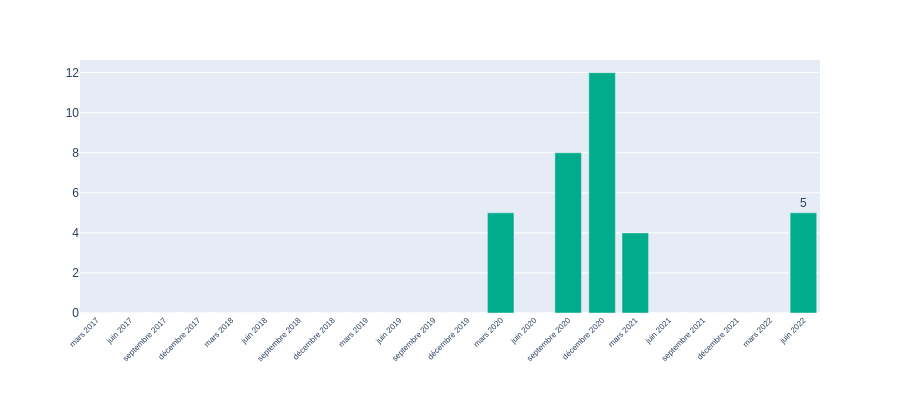 12
10
8
6
4
2
0
5
mars 2017
juin 2017
septembre 2017
décembre 2017
mars 2018
juin 2018
septembre 2018
décembre 2018
mars 2019
juin 2019
septembre 2019
décembre 2019
mars 2020
juin 2020
septembre 2020
décembre 2020
mars 2021
juin 2021
septembre 2021
décembre 2021
mars 2022
juin 2022